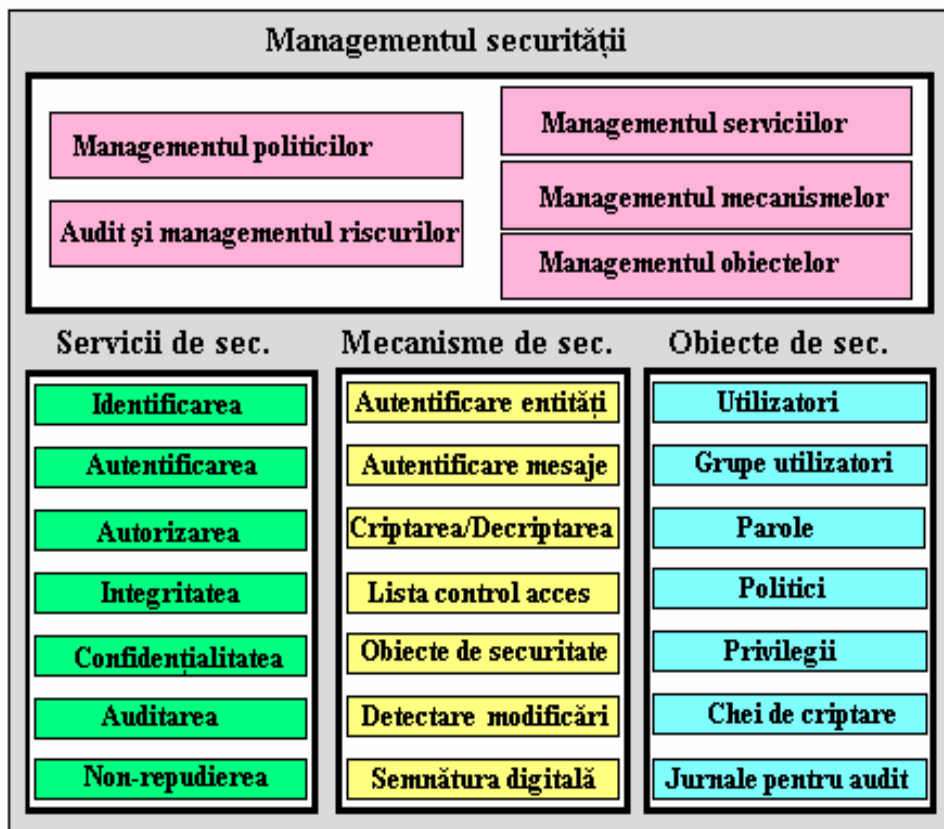 Managementul securității
Managementul politicilor
Audit şi managementul riscurilor
Managementul serviciilor
Managementul mecanismelor
Managementul obiectelor
Servicii de sec.
Identificarea
Autentificarea
Autorizarea
Integritatea
Confidențialitatea
Auditarea
Non-repudierea
Mecanisme de sec.
Autentificare entități
Autentificare mesaje
Criptarea/Decriptarea
Lista control acces
Obiecte de securitate
Detectare modificări
Semnătura digitală
Obiecte de sec.
Utilizatori
Grupe utilizatori
Parole
Politici
Privilegii
Chei de criptare
Jurnale pentru audit